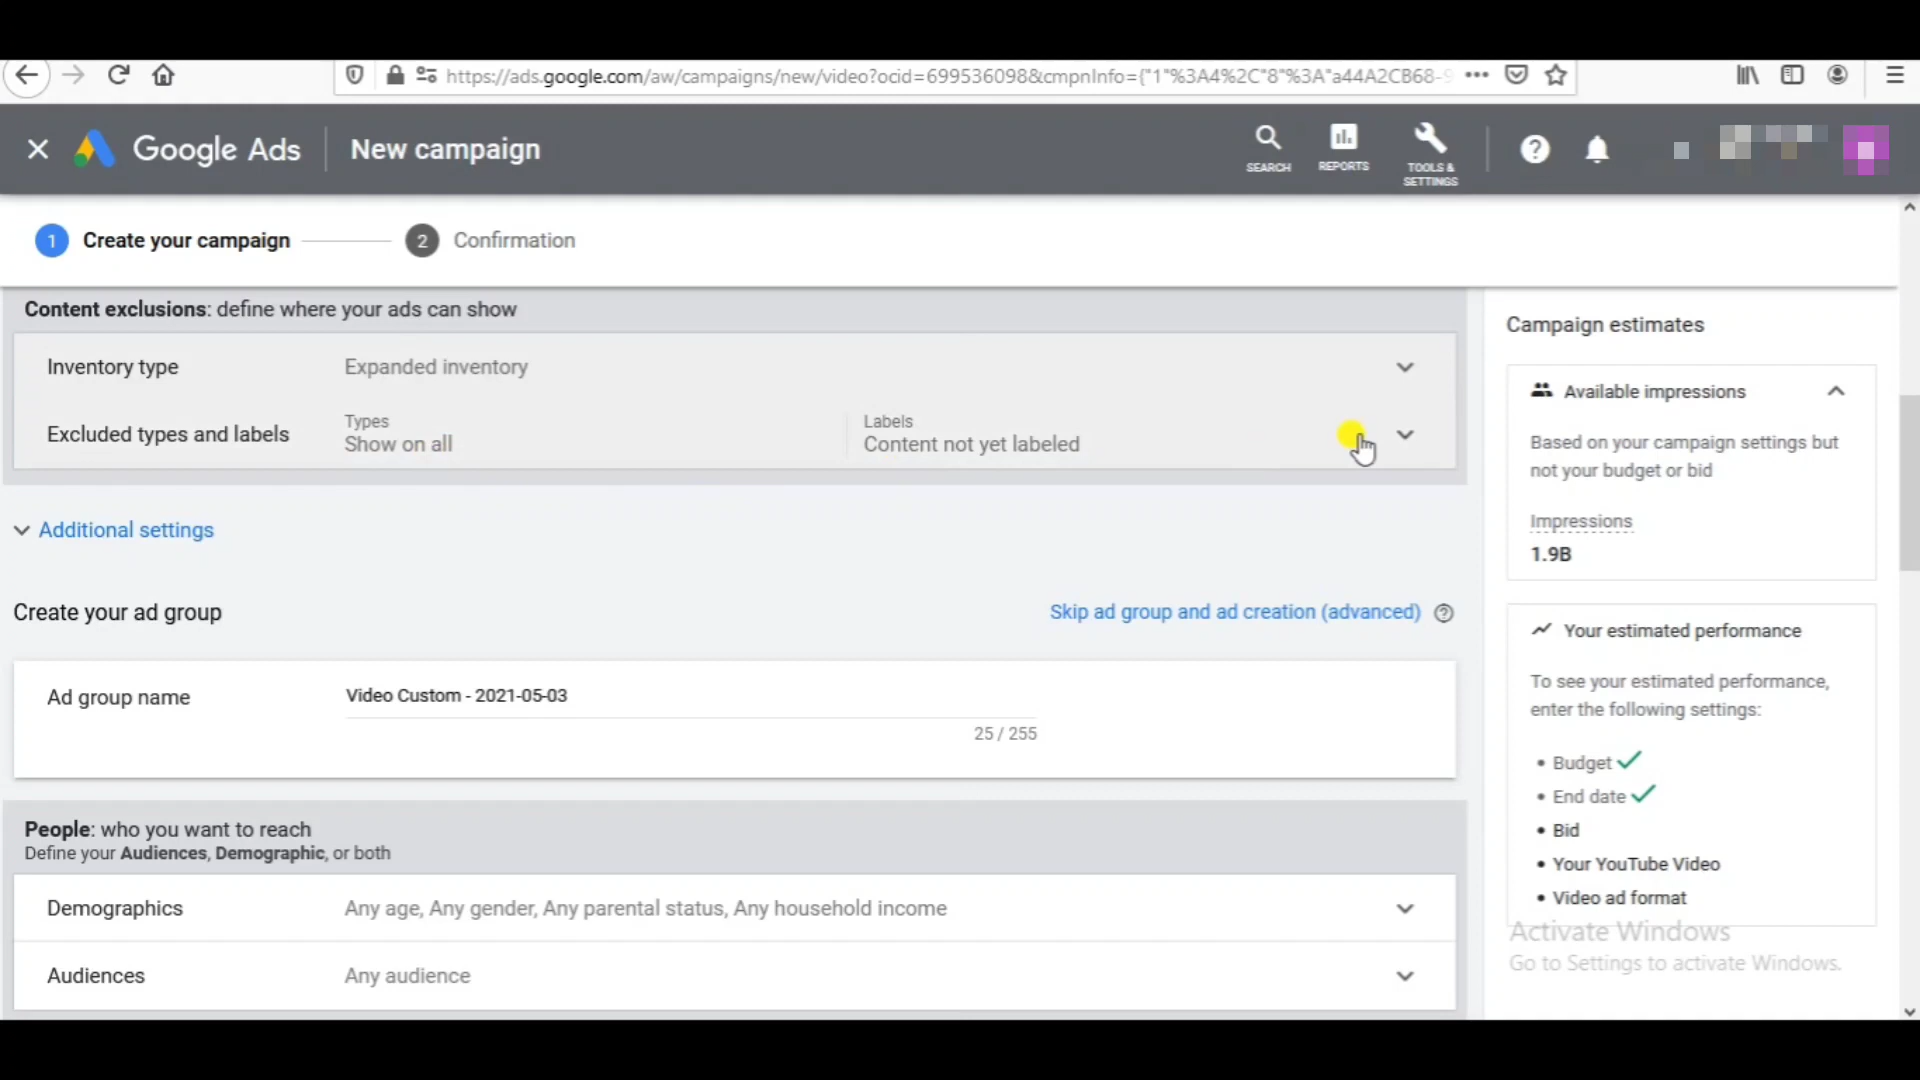 https://ads.google.com/aw/campaigns/new/video?ocid=699536098&cmpnInfo={"1"%3A4%2C"8"%3A"a44A2CB68-9
Google Ads
New campaign
SEARCH
REPORTS
TOOLS &
SETTINGS
1 Create your campaign
2 Confirmation
Content exclusions: define where your ads can show
Inventory type Expanded inventory
Excluded types and labels
Types
Show on all
Labels
Content not yet labeled
Additional settings
Create your ad group
Skip ad group and ad creation (advanced)
Ad group name
Video Custom - 2021-05-03
25 / 255
People: who you want to reach
Define your Audiences, Demographic, or both
Demographics Any age, Any gender, Any parental status, Any household income
Audiences Any audience
Campaign estimates
Available impressions
Based on your campaign settings but
not your budget or bid
Impressions
1.9B
Your estimated performance
To see your estimated performance,
enter the following settings:
• Budget
• End date
• Bid
• Your YouTube Video
• Video ad format
Activate Windows
Go to Settings to activate Windows.